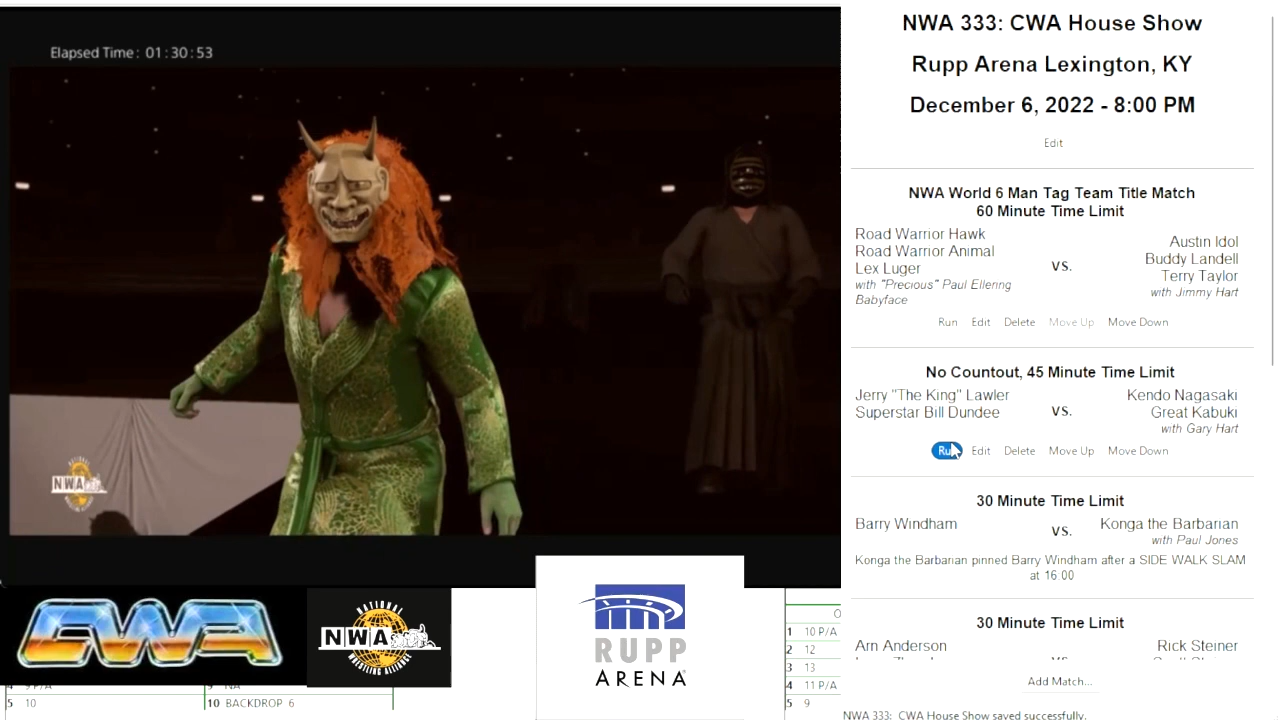 Elapsed Time: 01:30:53
NWA
CWA
NATIONAL
NWA
WRESTLING ALLIANCE
RUPP
ARENA
5 10
10 BACKDROP 6
1 10 P/A
2 12
3 13
4 11 P/A
5 9
NWA 333: CWA House Show
Rupp Arena Lexington, KY
December 6, 2022 - 8:00 PM
Edit
NWA World 6 Man Tag Team Title Match
60 Minute Time Limit
Road Warrior Hawk
Road Warrior Animal
Lex Luger
with "Precious" Paul Ellering
Babyface
vs.
Austin Idol
Buddy Landell
Terry Taylor
with Jimmy Hart
Run Edit Delete Move Up Move Down
No Countout, 45 Minute Time Limit
Jerry "The King" Lawler
Superstar Bill Dundee
vs.
Kendo Nagasaki
Great Kabuki
with Gary Hart
Edit Delete Move Up Move Down
30 Minute Time Limit
Barry Windham
vs.
Konga the Barbarian
with Paul Jones
Konga the Barbarian pinned Barry Windham after a SIDE WALK SLAM
at 16:00
30 Minute Time Limit
Arn Anderson
Rick Steiner
Add Match...
NWA 333: CWA House Show saved successfully.